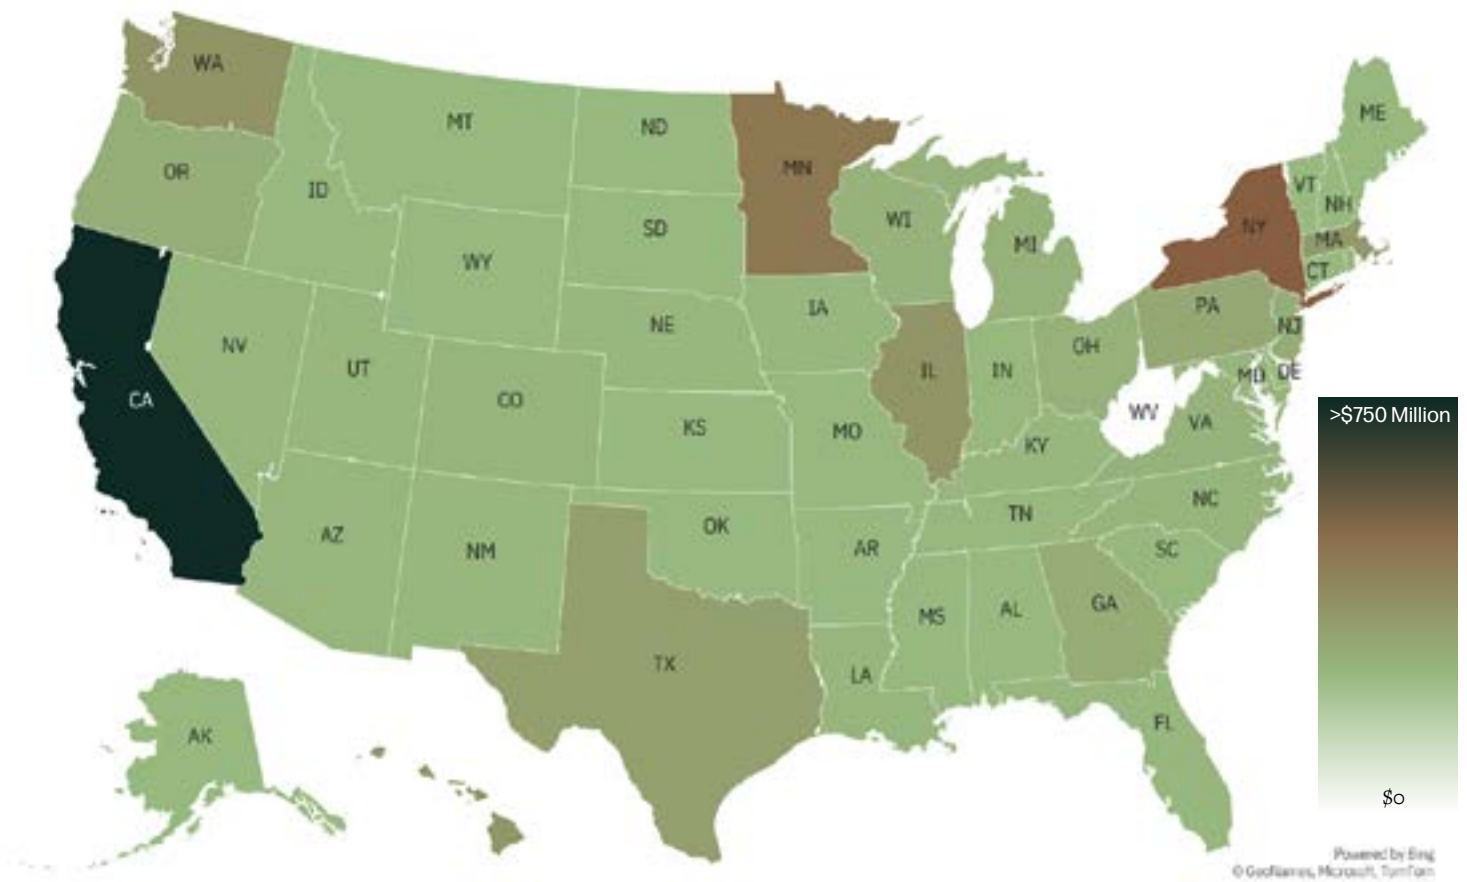 WA
ME
MT
ND
MN
OR
VT
ID
NH
WI
NY
SD
MA
MI
WY
CT
PA
IA
NE
NJ
NV
OH
UT
IL
IN
DE
MD
CO
CA
>$750 Million
WV
VA
KS
MO
KY
NC
TN
OK
AZ
AR
SC
NM
GA
AL
MS
TX
LA
FL
AK
$0
Powered by Bing
© GeoNames, Microsoft, TomTom